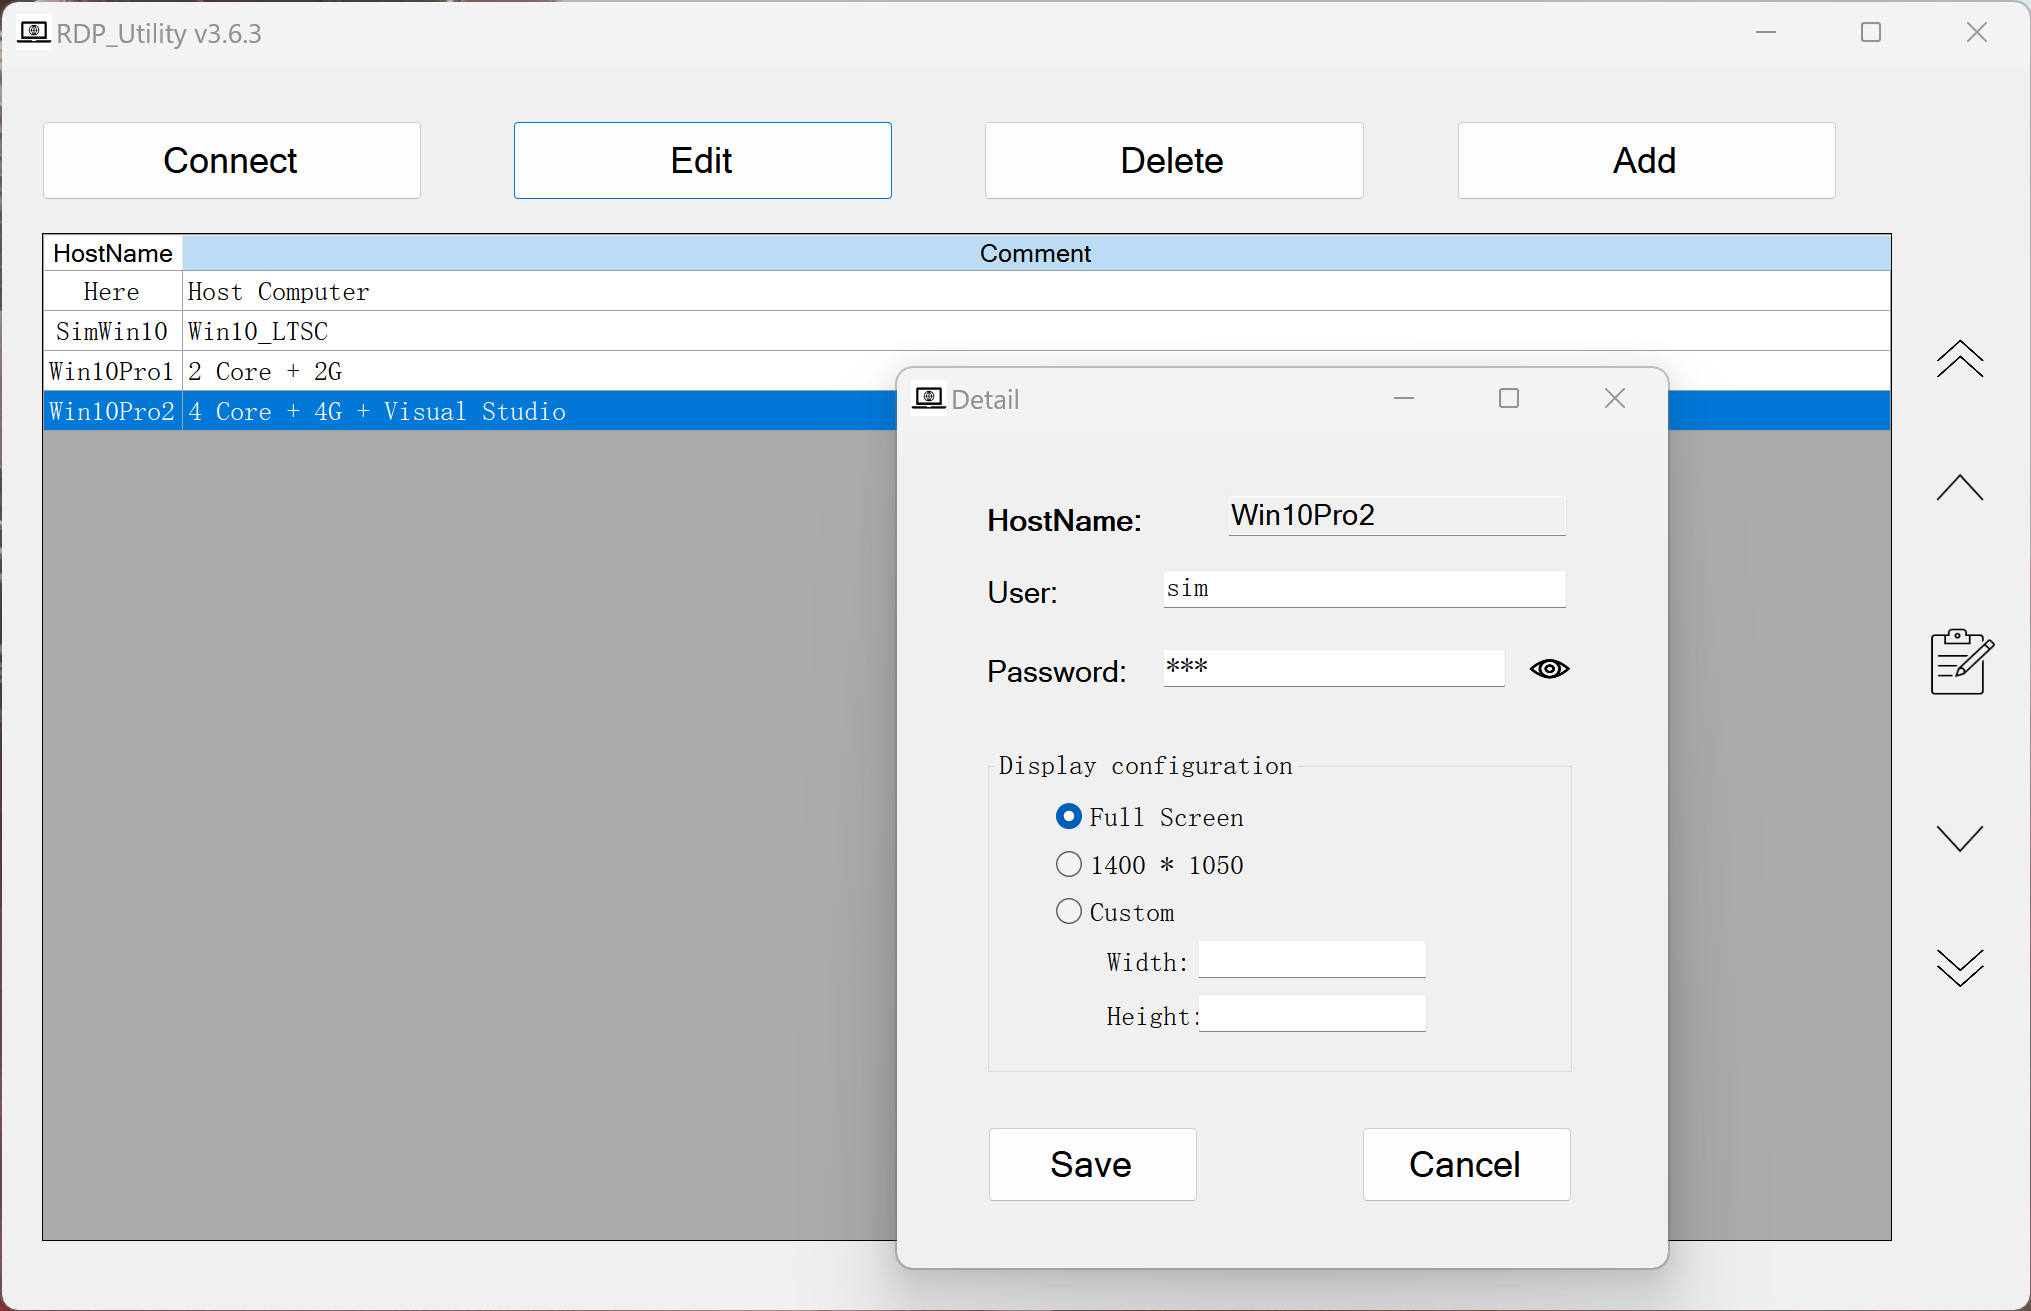 RDP_Utility v3.6.3
Connect Edit Delete Add
HostName Comment
Here Host Computer
SimWin10 Win10_LTSC
Win10Pro1 2 Core + 2G
Win10Pro2 4 Core + 4G + Visual Studio
Detail
HostName: Win10Pro2
User: sim
Password: ***
Display configuration
Full Screen
1400 * 1050
Custom
Width:
Height:
Save Cancel